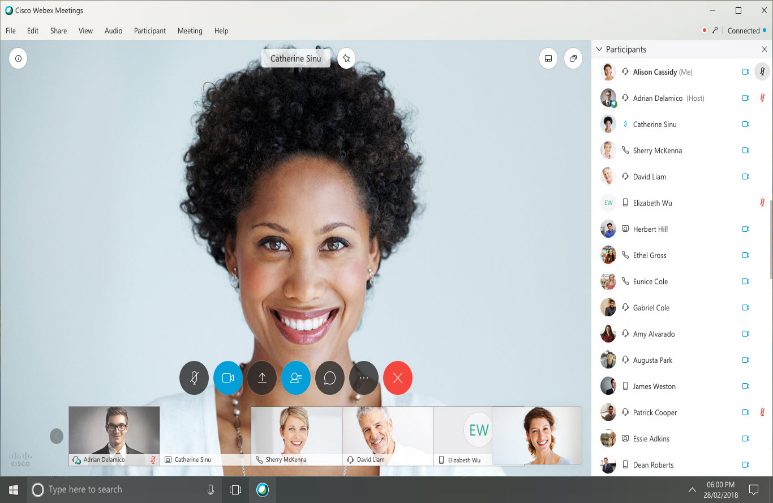 Cisco Webex Meetings
File Edit Share View Audio Participant Meeting Help
Connected
Catherine Sinu
Participants
Alison Cassidy (Me)
Adrian Delamico (Host)
Catherine Sinu
Sherry McKenna
David Liam
EW Elizabeth Wu
Herbert Hill
Ethel Gross
Eunice Cole
Gabriel Cole
Amy Alvarado
Augusta Park
James Weston
Patrick Cooper
Essie Adkins
Dean Roberts
EW
Adrian Delamico
Catherine Sinu
Sherry McKenna
David Liam
Elizabeth Wu
cisco
Type here to search
06:00 PM
28/02/2018